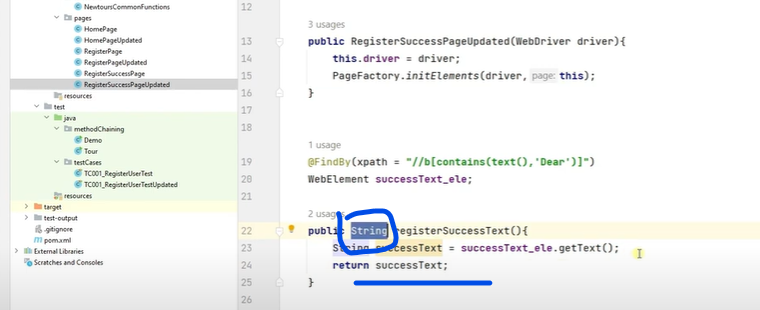 NewtoursCommonFunctions
pages
HomePage
HomePageUpdated
RegisterPage
RegisterPageUpdated
RegisterSuccessPage
RegisterSuccessPageUpdated
resources
test
java
methodChaining
Demo
Tour
testCases
TC001_RegisterUserTest
TC001_RegisterUserTestUpdated
resources
target
test-output
.gitignore
pom.xml
External Libraries
Scratches and Consoles
12
3 usages
13 public RegisterSuccessPageUpdated(WebDriver driver){
14 this.driver = driver;
15 PageFactory.initElements(driver, page: this);
16 }
17
18
1 usage
19 @FindBy(xpath = "//b[contains(text(),'Dear')]")
20 WebElement successText_ele;
21
2 usages
22 public String registerSuccessText(){
23 String successText = successText_ele.getText();
24 return successText;
25 }
26